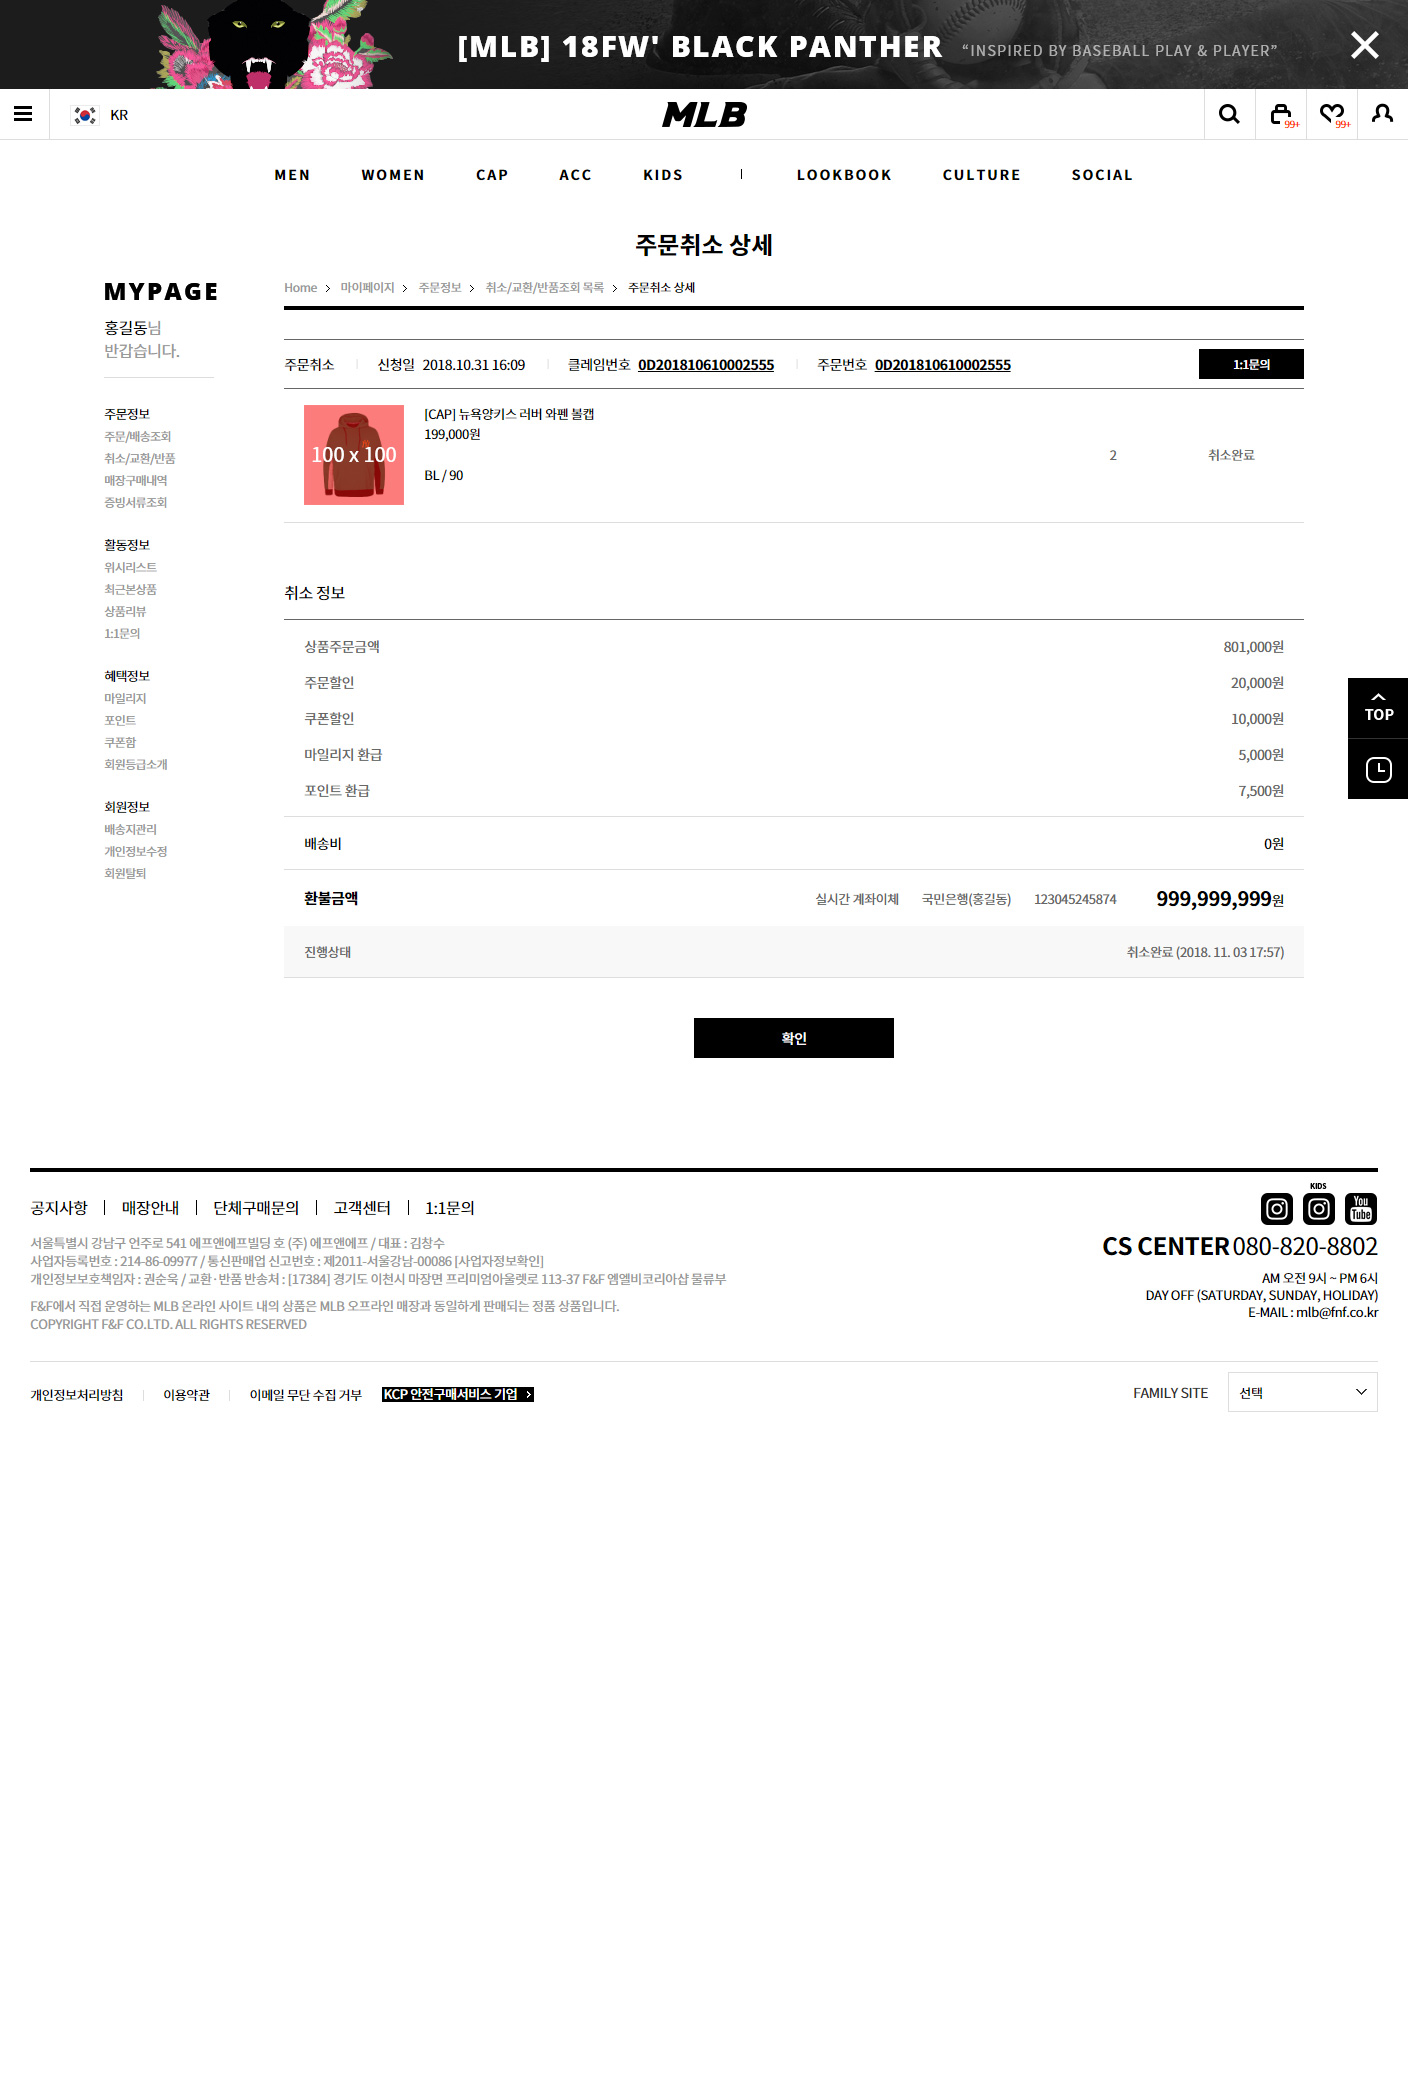 [MLB] 18FW' BLACK PANTHER “INSPIRED BY BASEBALL PLAY & PLAYER”
KR
MLB
99+
99+
MEN WOMEN CAP ACC KIDS LOOKBOOK CULTURE SOCIAL
주문취소 상세
MYPAGE
홍길동님
반갑습니다.
주문정보
주문/배송조회
취소/교환/반품
매장구매내역
증빙서류조회
활동정보
위시리스트
최근본상품
상품리뷰
1:1문의
혜택정보
마일리지
포인트
쿠폰함
회원등급소개
회원정보
배송지관리
개인정보수정
회원탈퇴
Home 마이페이지 주문정보 취소/교환/반품조회 목록 주문취소 상세
주문취소 신청일 2018.10.31 16:09 클레임번호 0D201810610002555 주문번호 0D201810610002555 1:1문의
100 x 100
[CAP] 뉴욕양키스 러버 와펜 볼캡
199,000원
BL / 90
2 취소완료
취소 정보
상품주문금액 801,000원
주문할인 20,000원
쿠폰할인 10,000원
마일리지 환급 5,000원
포인트 환급 7,500원
배송비 0원
환불금액 실시간 계좌이체 국민은행(홍길동) 123045245874 999,999,999원
진행상태 취소완료 (2018. 11. 03 17:57)
확인
TOP
공지사항 매장안내 단체구매문의 고객센터 1:1문의
서울특별시 강남구 언주로 541 에프앤에프빌딩 호 (주) 에프앤에프 / 대표 : 김창수
사업자등록번호 : 214-86-09977 / 통신판매업 신고번호 : 제2011-서울강남-00086 [사업자정보확인]
개인정보보호책임자 : 권순욱 / 교환·반품 반송처 : [17384] 경기도 이천시 마장면 프리미엄아울렛로 113-37 F&F 엠엘비코리아샵 물류부
F&F에서 직접 운영하는 MLB 온라인 사이트 내의 상품은 MLB 오프라인 매장과 동일하게 판매되는 정품 상품입니다.
COPYRIGHT F&F CO.LTD. ALL RIGHTS RESERVED
KIDS
You Tube
CS CENTER 080-820-8802
AM 오전 9시 ~ PM 6시
DAY OFF (SATURDAY, SUNDAY, HOLIDAY)
E-MAIL : mlb@fnf.co.kr
개인정보처리방침 이용약관 이메일 무단 수집 거부 KCP 안전구매서비스 기업
FAMILY SITE 선택